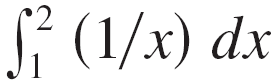 ∫₁² (1/x) dx